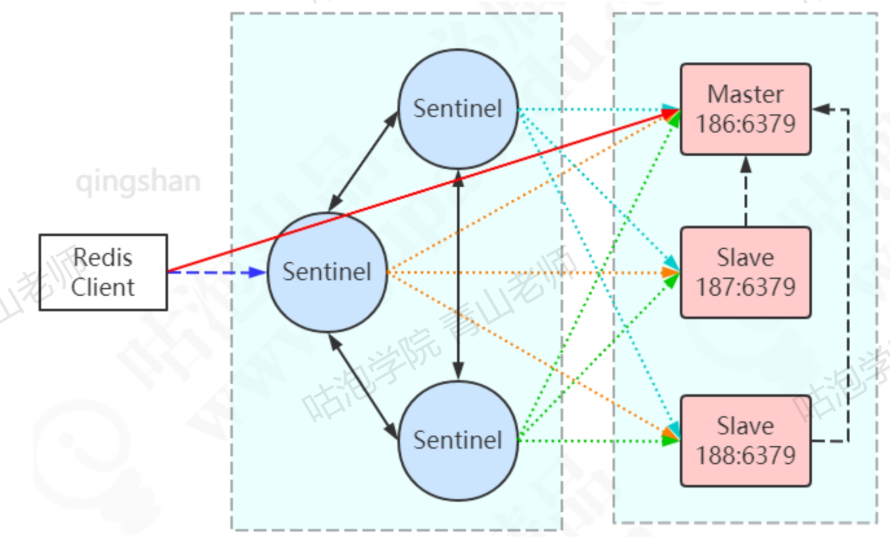 Sentinel
Master
186:6379
qingshan
Redis
Client
Sentinel
Slave
187:6379
咕泡学院 青山老师
山老师
Sentinel
Slave
188:6379
咕泡学